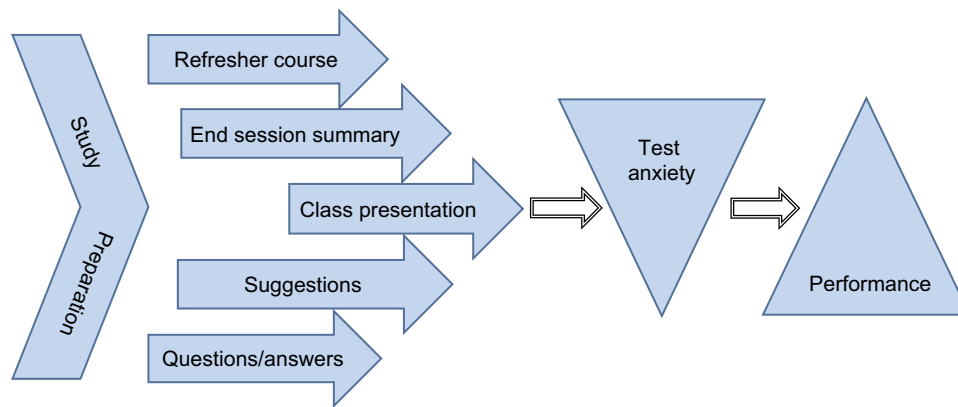 Study
Preparation
Refresher course
End session summary
Class presentation
Suggestions
Questions/answers
Test
anxiety
Performance